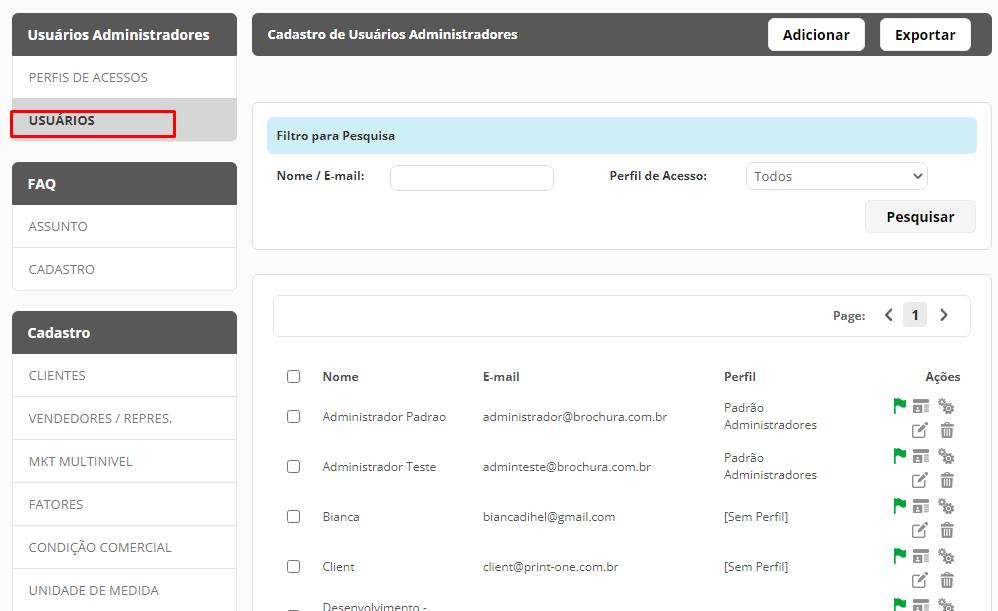 Usuários Administradores
PERFIS DE ACESSOS
USUÁRIOS
FAQ
ASSUNTO
CADASTRO
Cadastro
CLIENTES
VENDEDORES / REPRES.
MKT MULTINIVEL
FATORES
CONDIÇÃO COMERCIAL
UNIDADE DE MEDIDA
Cadastro de Usuários Administradores
Adicionar
Exportar
Filtro para Pesquisa
Nome / E-mail:
Perfil de Acesso:
Todos
Pesquisar
Page:
1
Nome E-mail Perfil Ações
Administrador Padrao administrador@brochura.com.br Padrão
Administradores
Administrador Teste adminteste@brochura.com.br Padrão
Administradores
Bianca biancadihel@gmail.com [Sem Perfil]
Client client@print-one.com.br [Sem Perfil]
Desenvolvimento -